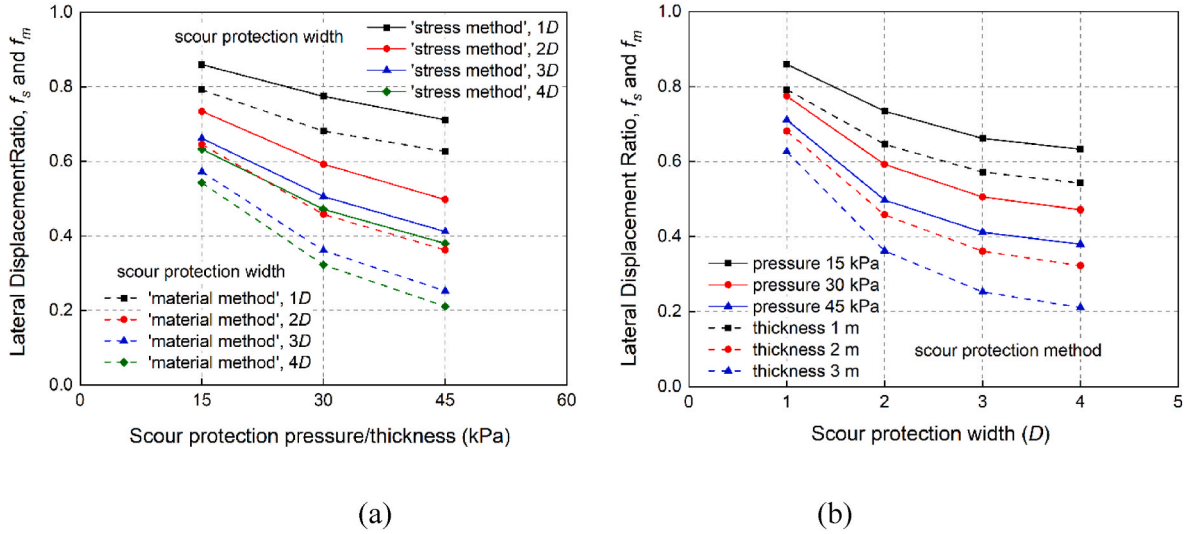 Lateral DisplacementRatio, fs and fm
1.0
0.8
0.6
0.4
0.2
0.0
scour protection width
'stress method', 1D
'stress method', 2D
'stress method', 3D
'stress method', 4D
scour protection width
'material method', 1D
'material method', 2D
'material method', 3D
'material method', 4D
0 15 30 45 60
Scour protection pressure/thickness (kPa)
(a)
Lateral Displacement Ratio, fs and fm
1.0
0.8
0.6
0.4
0.2
0.0
pressure 15 kPa
pressure 30 kPa
pressure 45 kPa
thickness 1 m
thickness 2 m
thickness 3 m
scour protection method
0 1 2 3 4 5
Scour protection width (D)
(b)